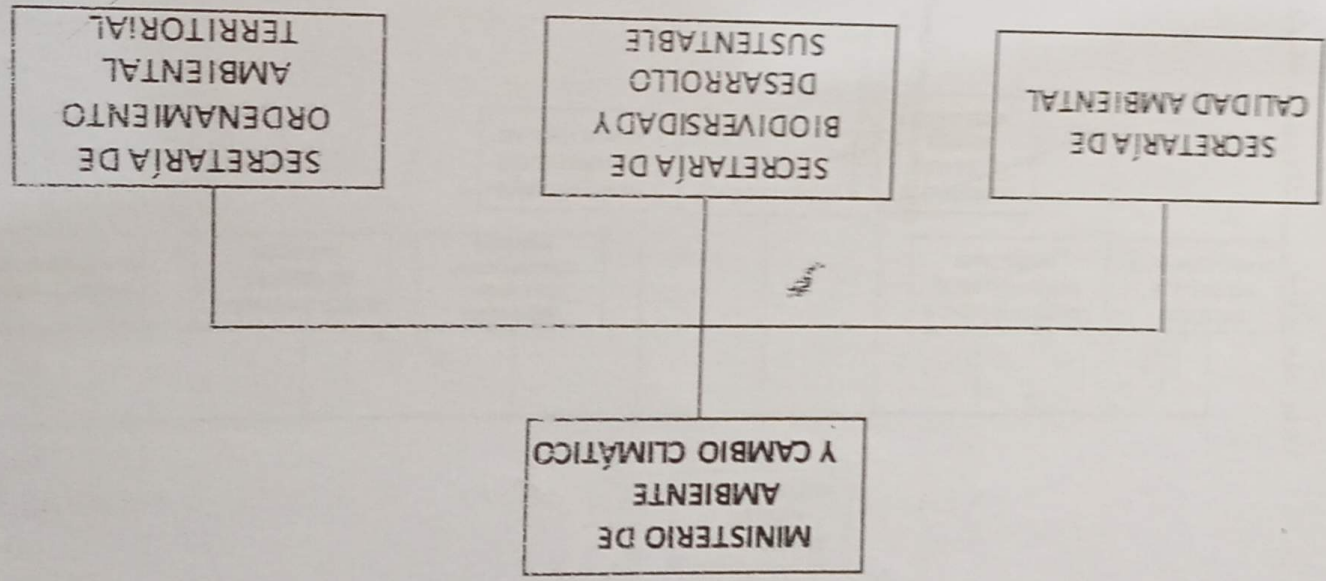 MINISTERIO DE
AMBIENTE
Y CAMBIO CLIMÁTICO
SECRETARÍA DE
ORDENAMIENTO
AMBIENTAL
TERRITORIAL
SECRETARÍA DE
BIODIVERSIDAD Y
DESARROLLO
SUSTENTABLE
SECRETARÍA DE
CALIDAD AMBIENTAL